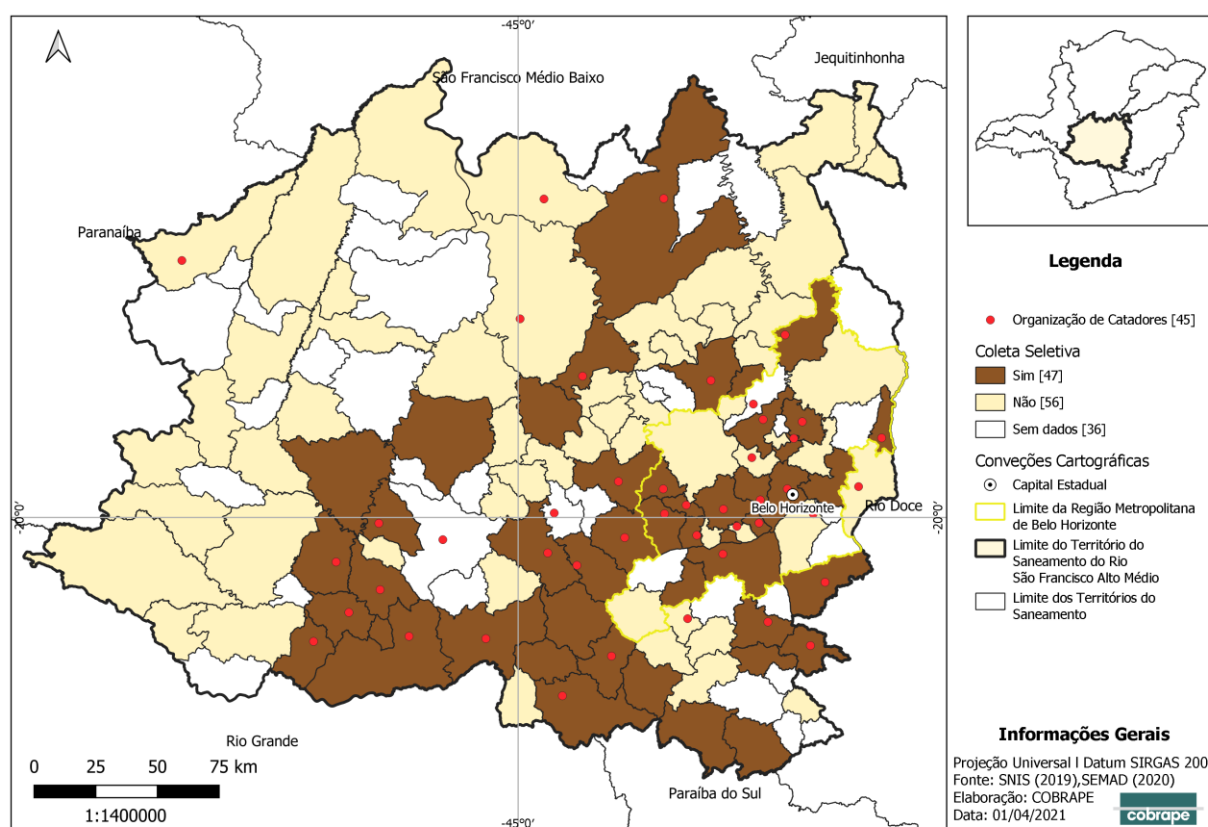 -45°0'
São Francisco Médio Baixo
Jequitinhonha
Paranaíba
-20°0'
Belo Horizonte
Rio Doce
-20°0'
Rio Grande
Paraíba do Sul
0 25 50 75 km
1:1400000
-45°0'
Legenda
Organização de Catadores [45]
Coleta Seletiva
Sim [47]
Não [56]
Sem dados [36]
Conveções Cartográficas
Capital Estadual
Limite da Região Metropolitana
de Belo Horizonte
Limite do Território do
Saneamento do Rio
São Francisco Alto Médio
Limite dos Territórios do
Saneamento
Informações Gerais
Projeção Universal l Datum SIRGAS 200
Fonte: SNIS (2019),SEMAD (2020)
Elaboração: COBRAPE
Data: 01/04/2021
cobrape